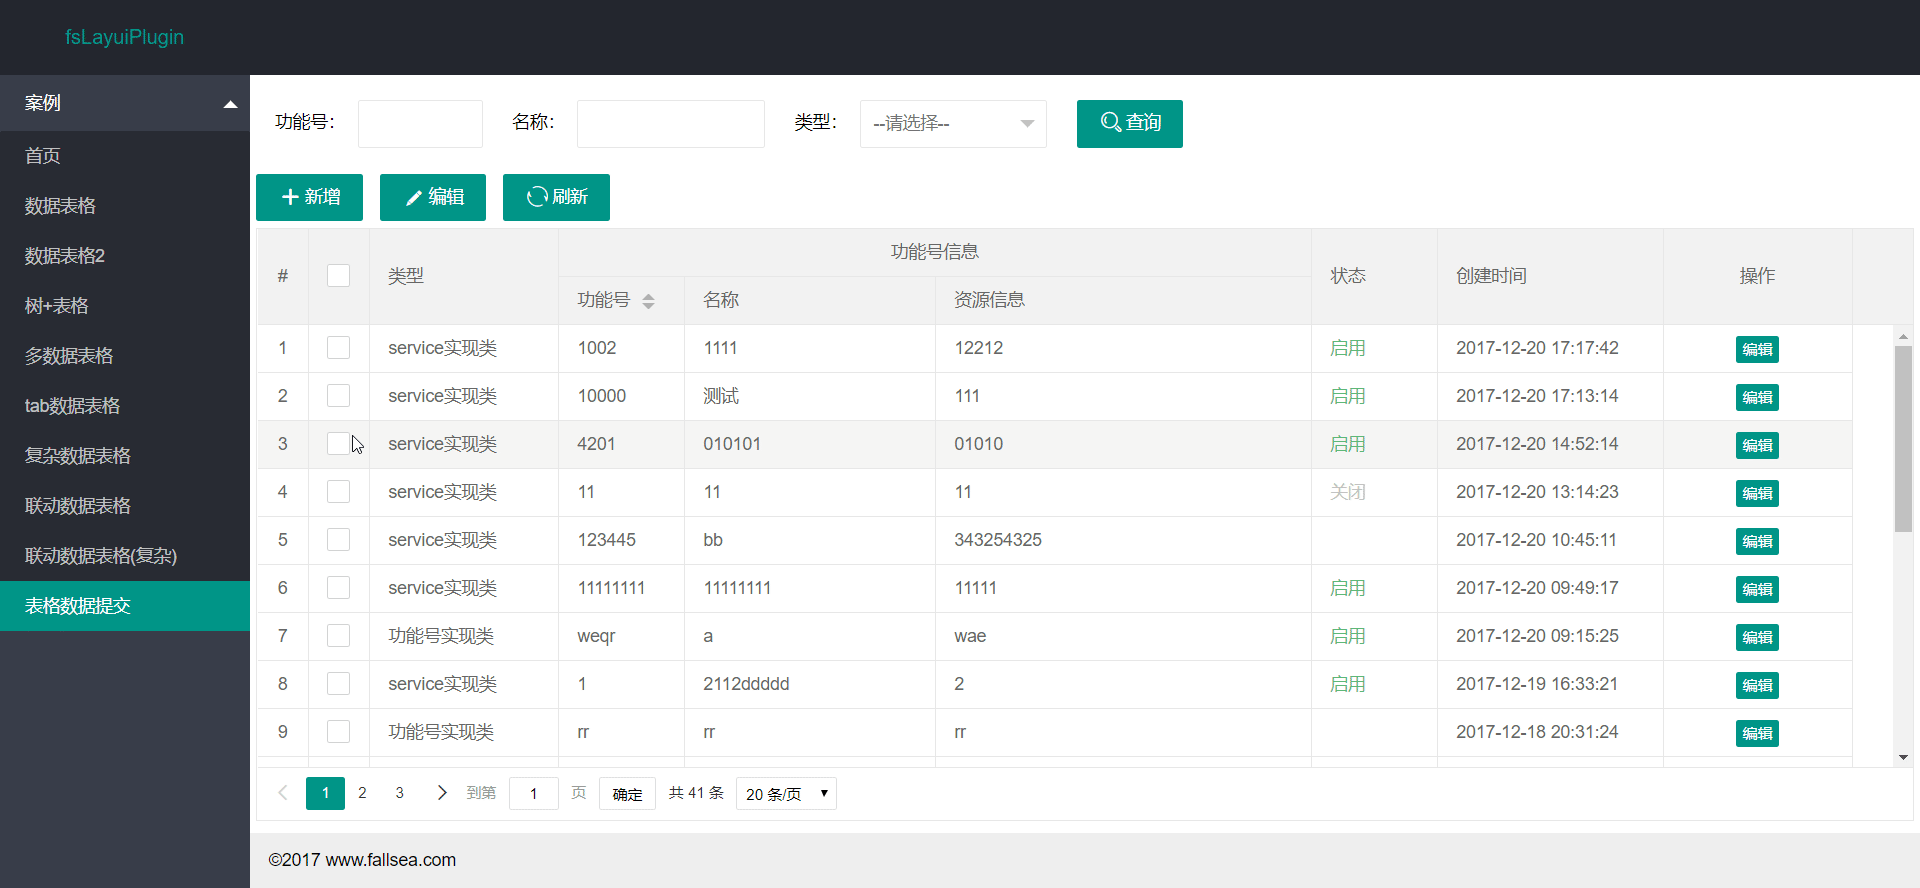 fsLayuiPlugin
案例
首页
数据表格
数据表格2
树+表格
多数据表格
tab数据表格
复杂数据表格
联动数据表格
联动数据表格(复杂)
表格数据提交
功能号： 名称： 类型： --请选择-- 查询
新增 编辑 刷新
# 类型 功能号信息 状态 创建时间 操作
功能号 名称 资源信息
1 service实现类 1002 1111 12212 启用 2017-12-20 17:17:42 编辑
2 service实现类 10000 测试 111 启用 2017-12-20 17:13:14 编辑
3 service实现类 4201 010101 01010 启用 2017-12-20 14:52:14 编辑
4 service实现类 11 11 11 关闭 2017-12-20 13:14:23 编辑
5 service实现类 123445 bb 343254325 2017-12-20 10:45:11 编辑
6 service实现类 11111111 11111111 11111 启用 2017-12-20 09:49:17 编辑
7 功能号实现类 weqr a wae 启用 2017-12-20 09:15:25 编辑
8 service实现类 1 2112ddddd 2 启用 2017-12-19 16:33:21 编辑
9 功能号实现类 rr rr rr 2017-12-18 20:31:24 编辑
1 2 3 到第 1 页 确定 共 41 条 20 条/页
©2017 www.fallsea.com